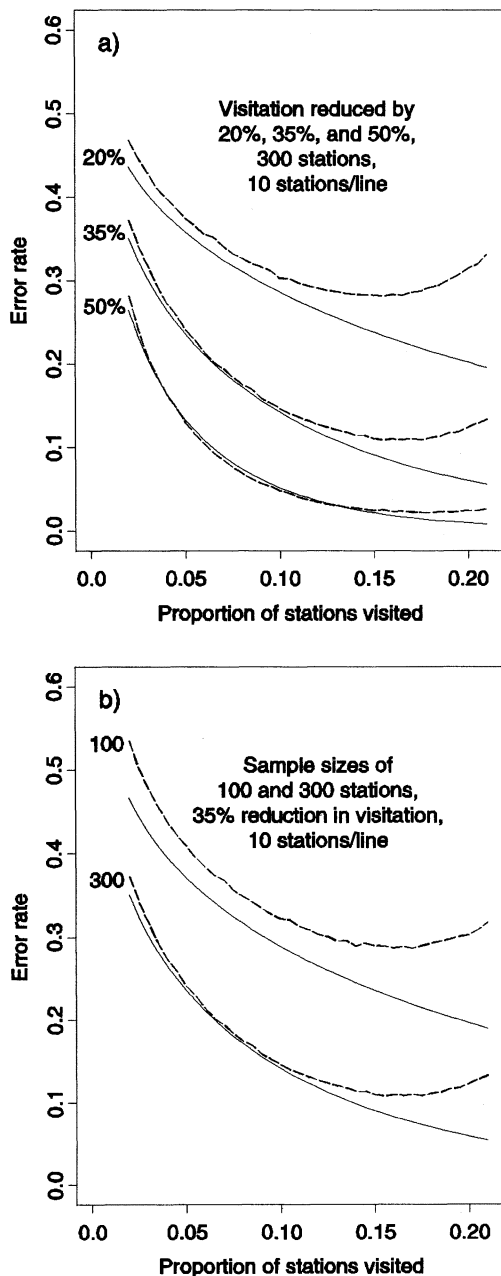 a)
Visitation reduced by
20%, 35%, and 50%,
300 stations,
10 stations/line
20%
35%
50%
Error rate
0.6
0.5
0.4
0.3
0.2
0.1
0.0
0.0 0.05 0.10 0.15 0.20
Proportion of stations visited
b)
Sample sizes of
100 and 300 stations,
35% reduction in visitation,
10 stations/line
100
300
Error rate
0.6
0.5
0.4
0.3
0.2
0.1
0.0
0.0 0.05 0.10 0.15 0.20
Proportion of stations visited